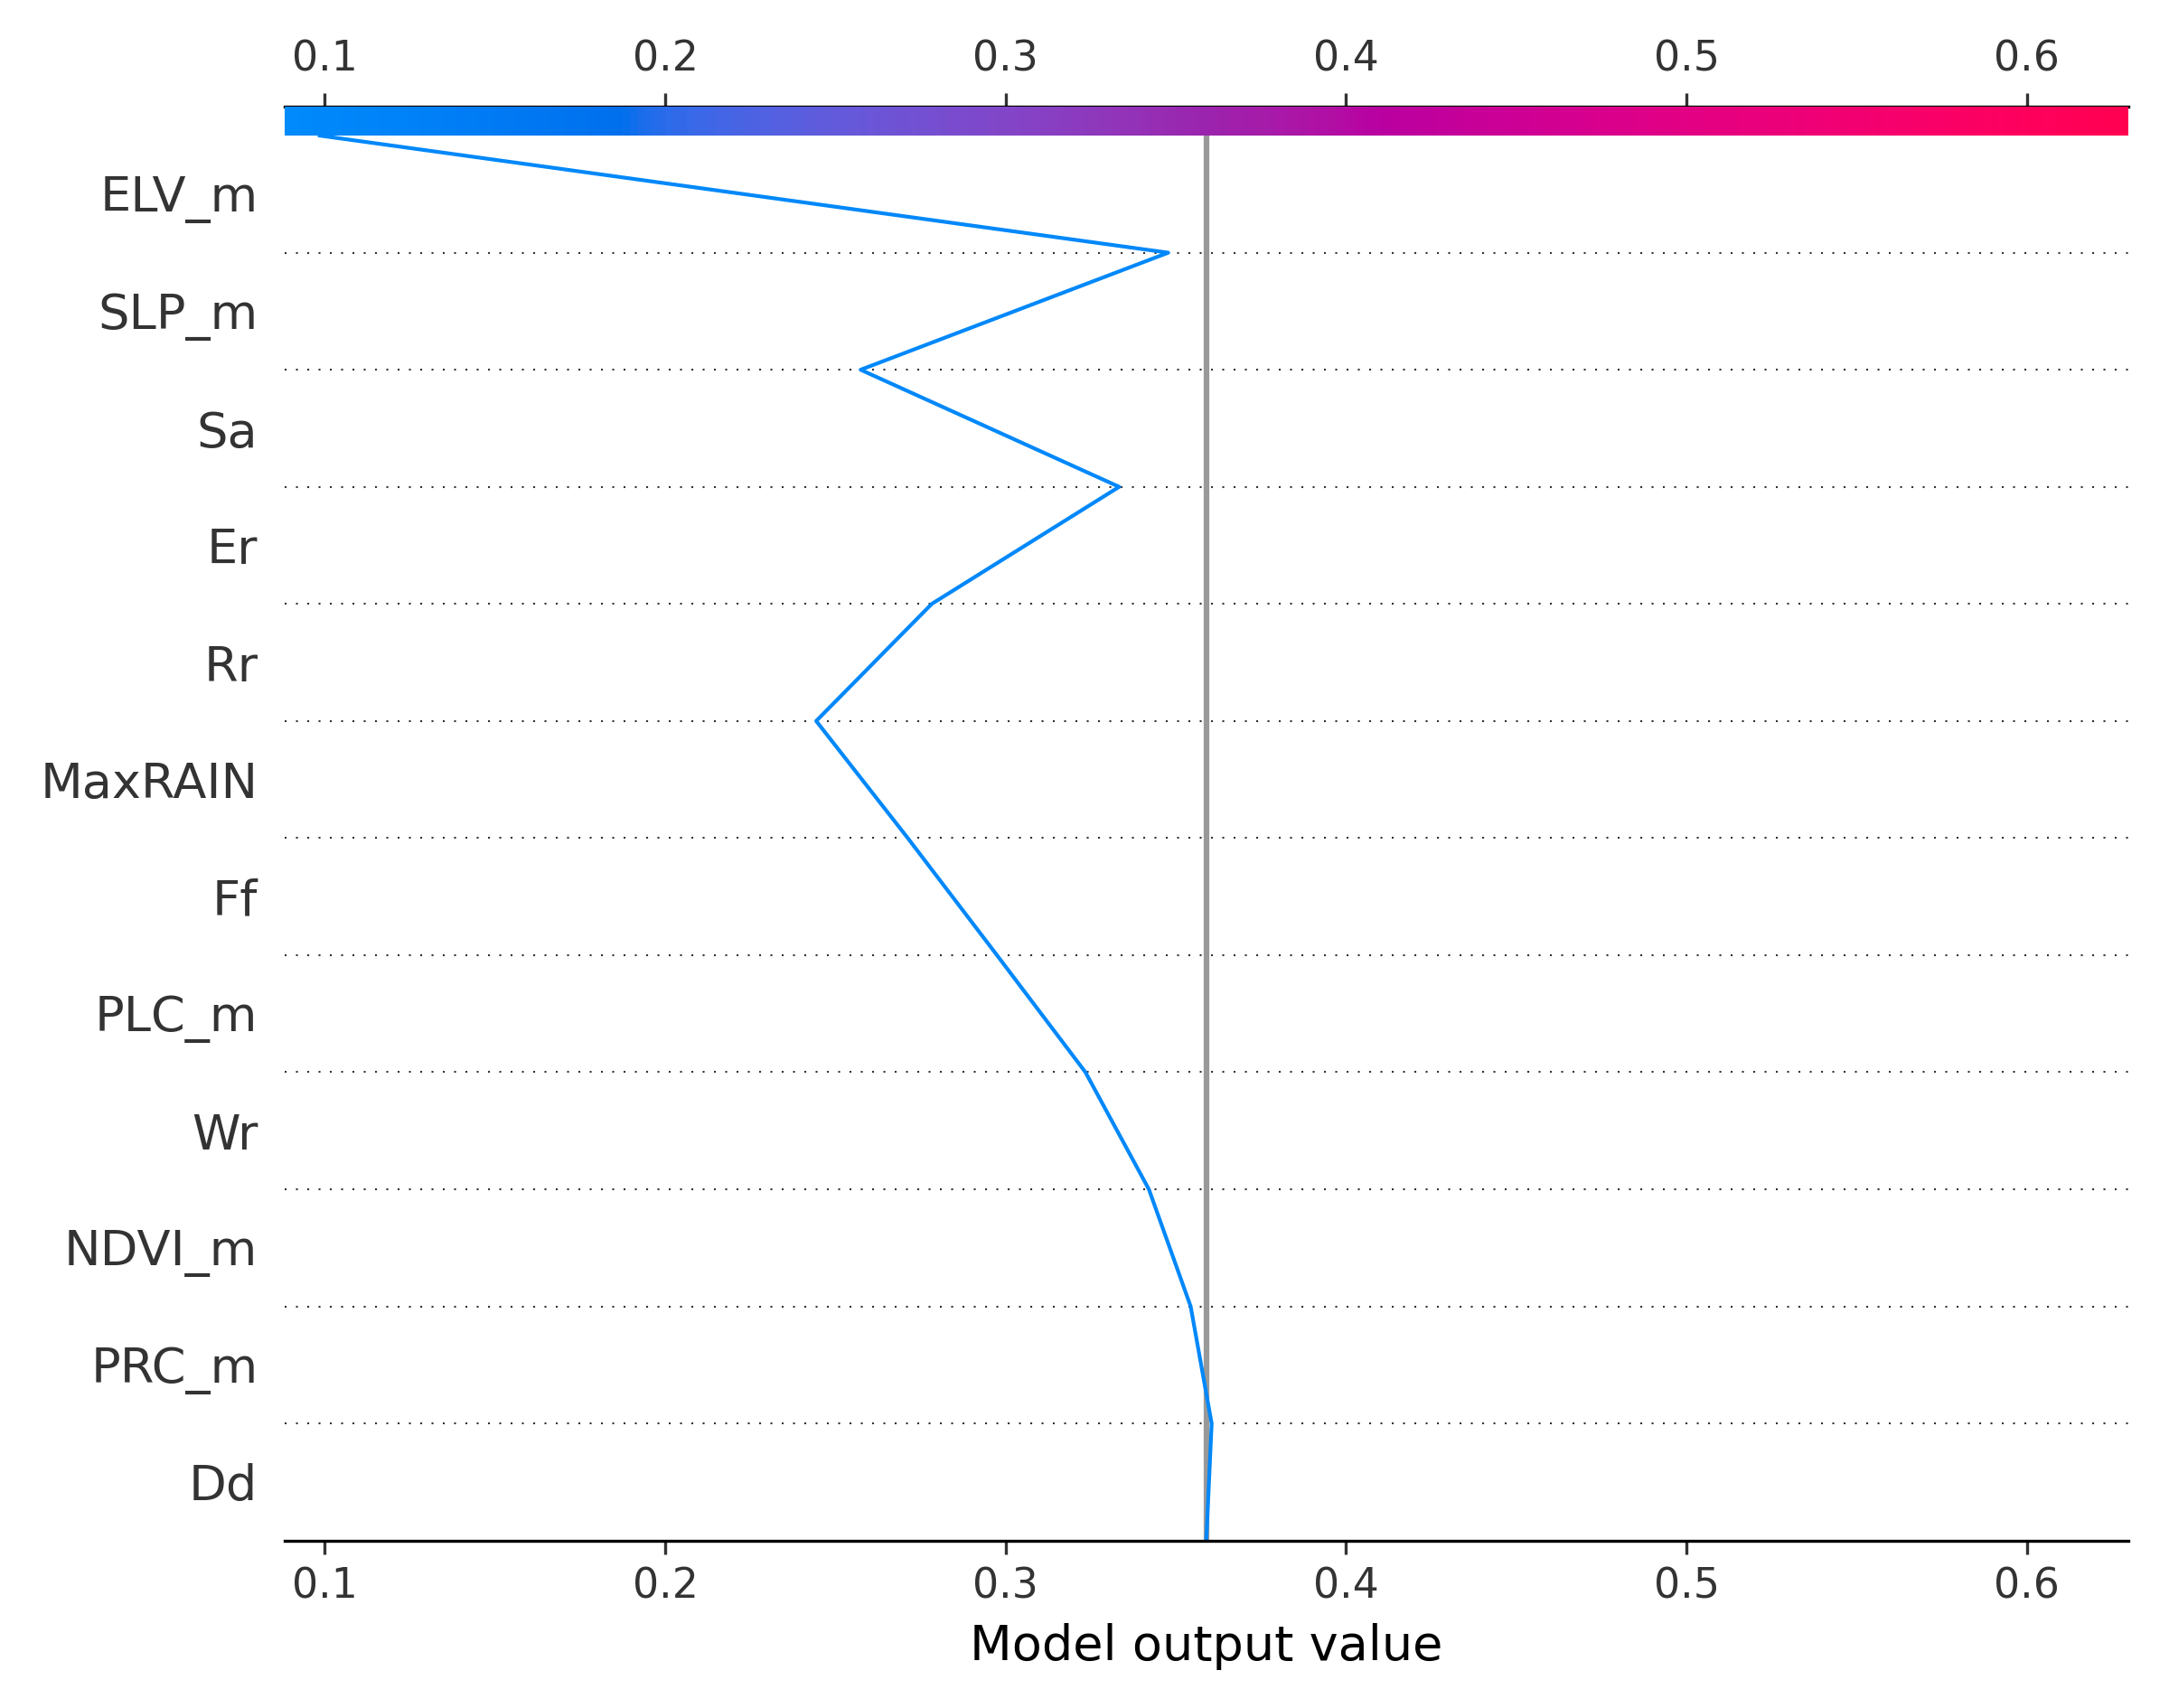 0.1 0.2 0.3 0.4 0.5 0.6
ELV_m
SLP_m
Sa
Er
Rr
MaxRAIN
Ff
PLC_m
Wr
NDVI_m
PRC_m
Dd
0.1 0.2 0.3 0.4 0.5 0.6
Model output value